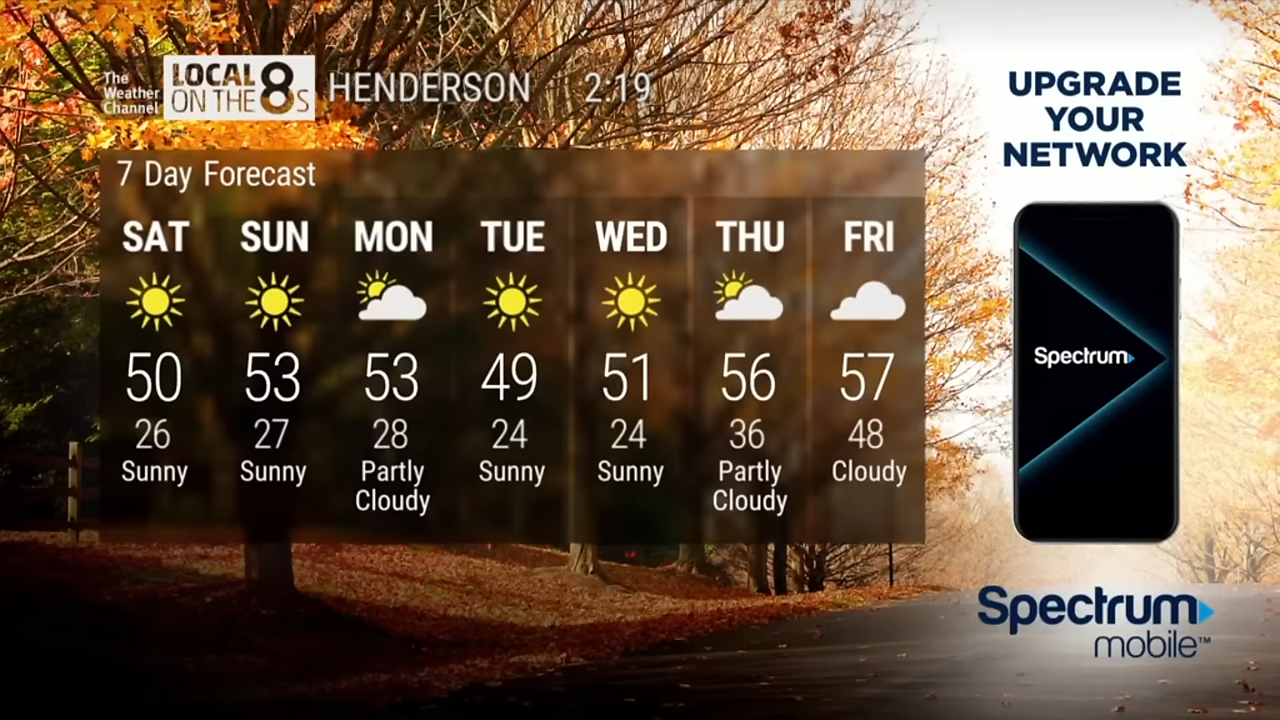 The
Weather
Channel
LOCAL
ON THE 8s
HENDERSON 2:19
7 Day Forecast
SAT SUN MON TUE WED THU FRI
50 53 53 49 51 56 57
26 27 28 24 24 36 48
Sunny Sunny Partly Cloudy Sunny Sunny Partly Cloudy Cloudy
UPGRADE
YOUR
NETWORK
Spectrum
Spectrum
mobile™